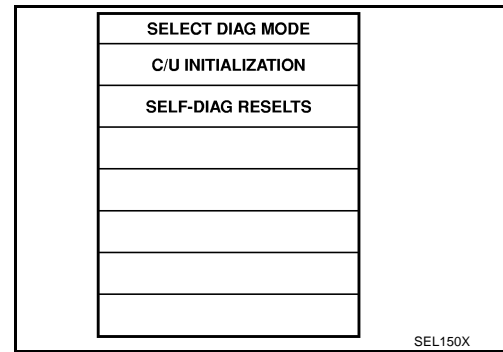 SELECT DIAG MODE
C/U INITIALIZATION
SELF-DIAG RESELTS
SEL150X